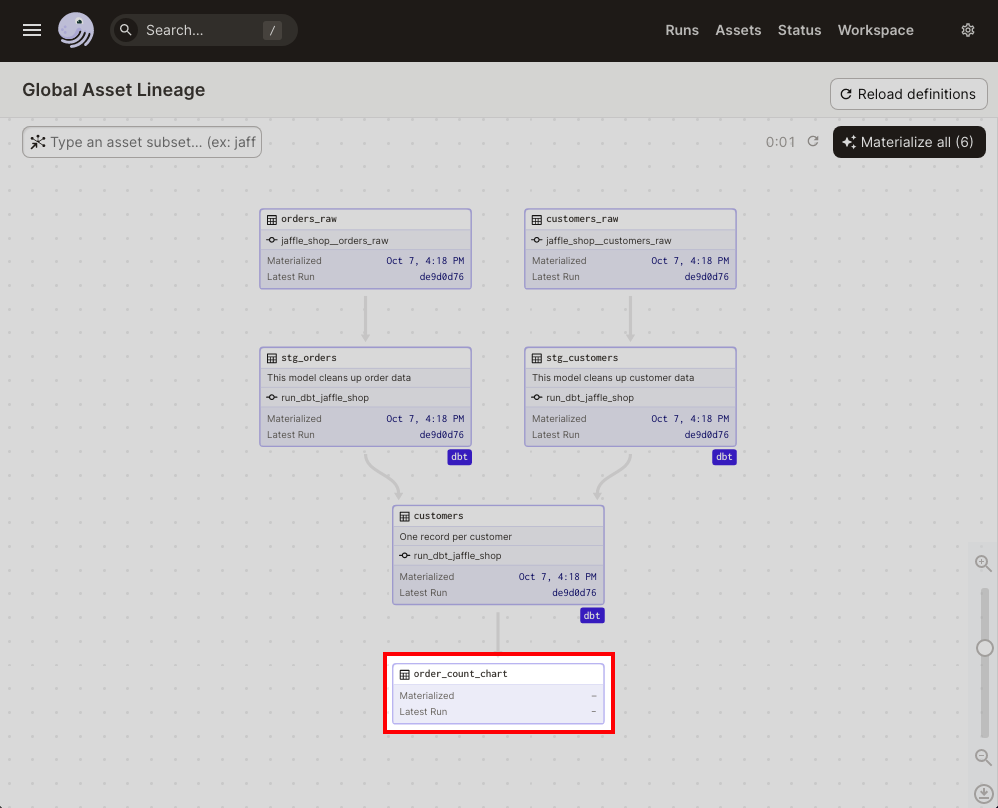 Search... /
Runs Assets Status Workspace
Global Asset Lineage
Reload definitions
Type an asset subset... (ex: jaff
0:01
Materialize all (6)
orders_raw
jaffle_shop__orders_raw
Materialized Oct 7, 4:18 PM
Latest Run de9d0d76
customers_raw
jaffle_shop__customers_raw
Materialized Oct 7, 4:18 PM
Latest Run de9d0d76
stg_orders
This model cleans up order data
run_dbt_jaffle_shop
Materialized Oct 7, 4:18 PM
Latest Run de9d0d76
dbt
stg_customers
This model cleans up customer data
run_dbt_jaffle_shop
Materialized Oct 7, 4:18 PM
Latest Run de9d0d76
dbt
customers
One record per customer
run_dbt_jaffle_shop
Materialized Oct 7, 4:18 PM
Latest Run de9d0d76
dbt
order_count_chart
Materialized –
Latest Run –